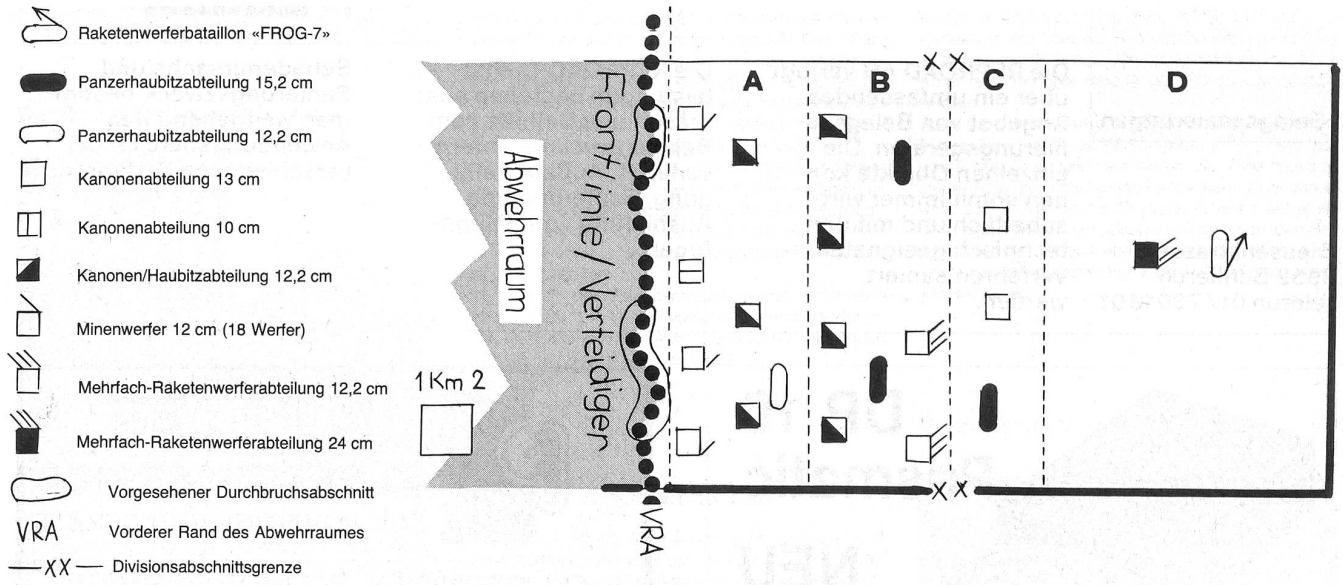 Raketenwerferbataillon «FROG-7»
Panzerhaubitzabteilung 15,2 cm
Panzerhaubitzabteilung 12,2 cm
Kanonenabteilung 13 cm
Kanonenabteilung 10 cm
Kanonen/Haubitzabteilung 12,2 cm
Minenwerfer 12 cm (18 Werfer)
Mehrfach-Raketenwerferabteilung 12,2 cm
Mehrfach-Raketenwerferabteilung 24 cm
Vorgesehener Durchbruchsabschnitt
VRA Vorderer Rand des Abwehrraumes
XX Divisionsabschnittsgrenze
1 Km 2
Abwehrraum
Frontlinie/Verteidiger
VRA
A
B
C
D
XX
XX